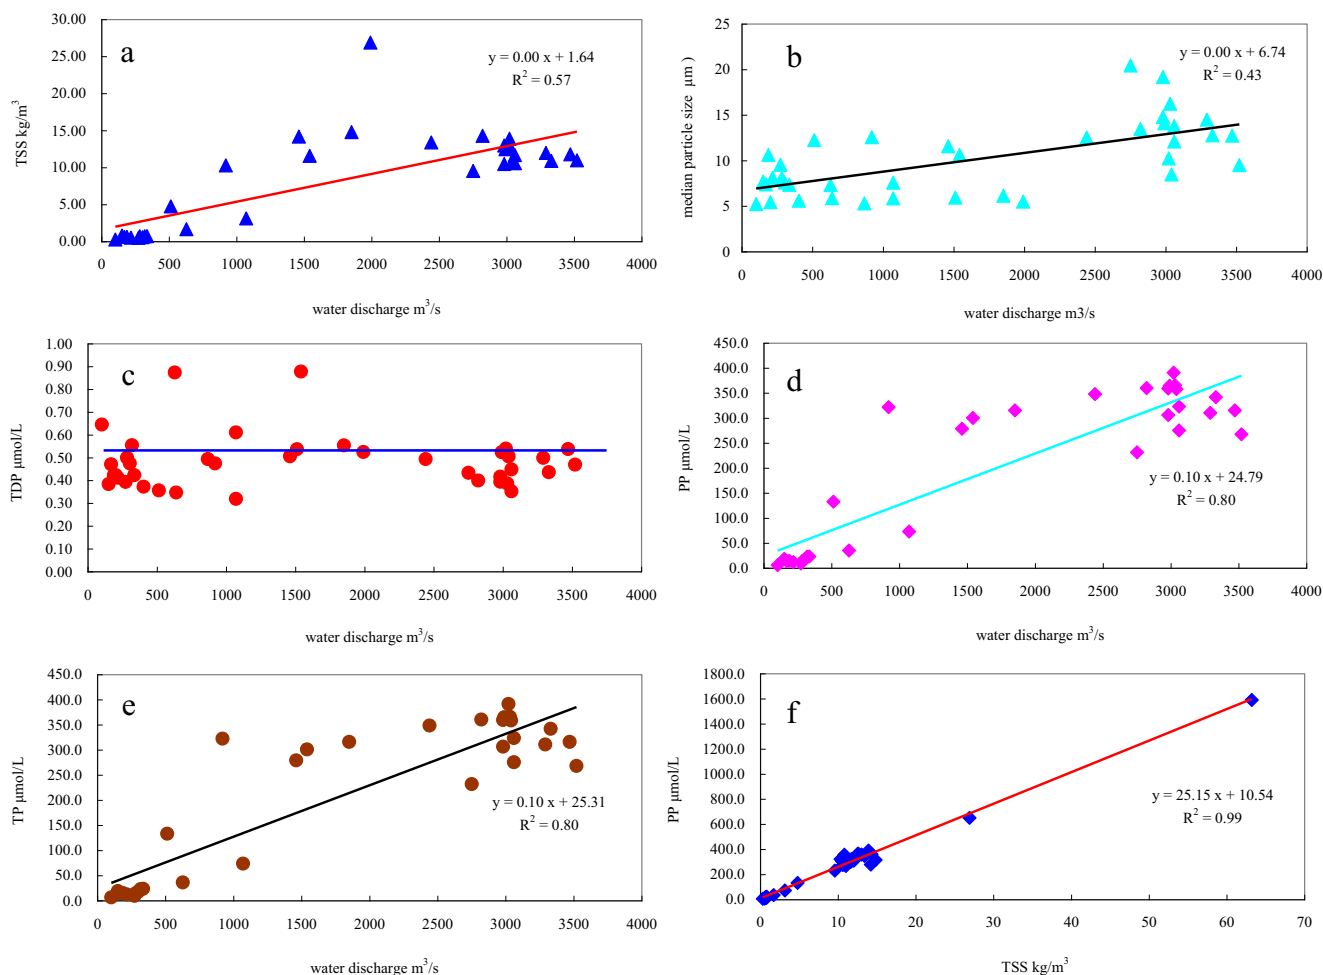 a
y = 0.00 x + 1.64
R² = 0.57
TSS kg/m³
30.00
25.00
20.00
15.00
10.00
5.00
0.00
0 500 1000 1500 2000 2500 3000 3500 4000
water discharge m³/s
b
y = 0.00 x + 6.74
R² = 0.43
median particle size μm )
25
20
15
10
5
0
0 500 1000 1500 2000 2500 3000 3500 4000
water discharge m3/s
c
TDP μmol/L
1.00
0.90
0.80
0.70
0.60
0.50
0.40
0.30
0.20
0.10
0.00
0 500 1000 1500 2000 2500 3000 3500 4000
water discharge m³/s
d
y = 0.10 x + 24.79
R² = 0.80
PP μmol/L
450.0
400.0
350.0
300.0
250.0
200.0
150.0
100.0
50.0
0.0
0 500 1000 1500 2000 2500 3000 3500 4000
water discharge m³/s
e
y = 0.10 x + 25.31
R² = 0.80
TP μmol/L
450.0
400.0
350.0
300.0
250.0
200.0
150.0
100.0
50.0
0.0
0 500 1000 1500 2000 2500 3000 3500 4000
water discharge m³/s
f
y = 25.15 x + 10.54
R² = 0.99
PP μmol/L
1800.0
1600.0
1400.0
1200.0
1000.0
800.0
600.0
400.0
200.0
0.0
0 10 20 30 40 50 60 70
TSS kg/m³